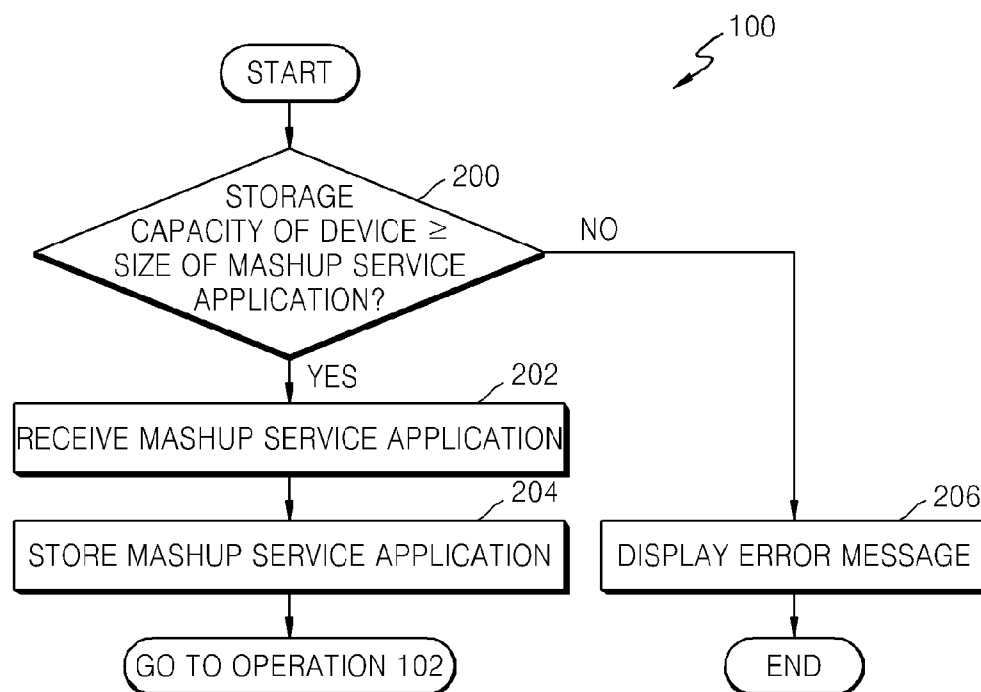 100
START
200
STORAGE
CAPACITY OF DEVICE ≥
SIZE OF MASHUP SERVICE
APPLICATION?
NO
YES
202
RECEIVE MASHUP SERVICE APPLICATION
204
STORE MASHUP SERVICE APPLICATION
206
DISPLAY ERROR MESSAGE
GO TO OPERATION 102
END